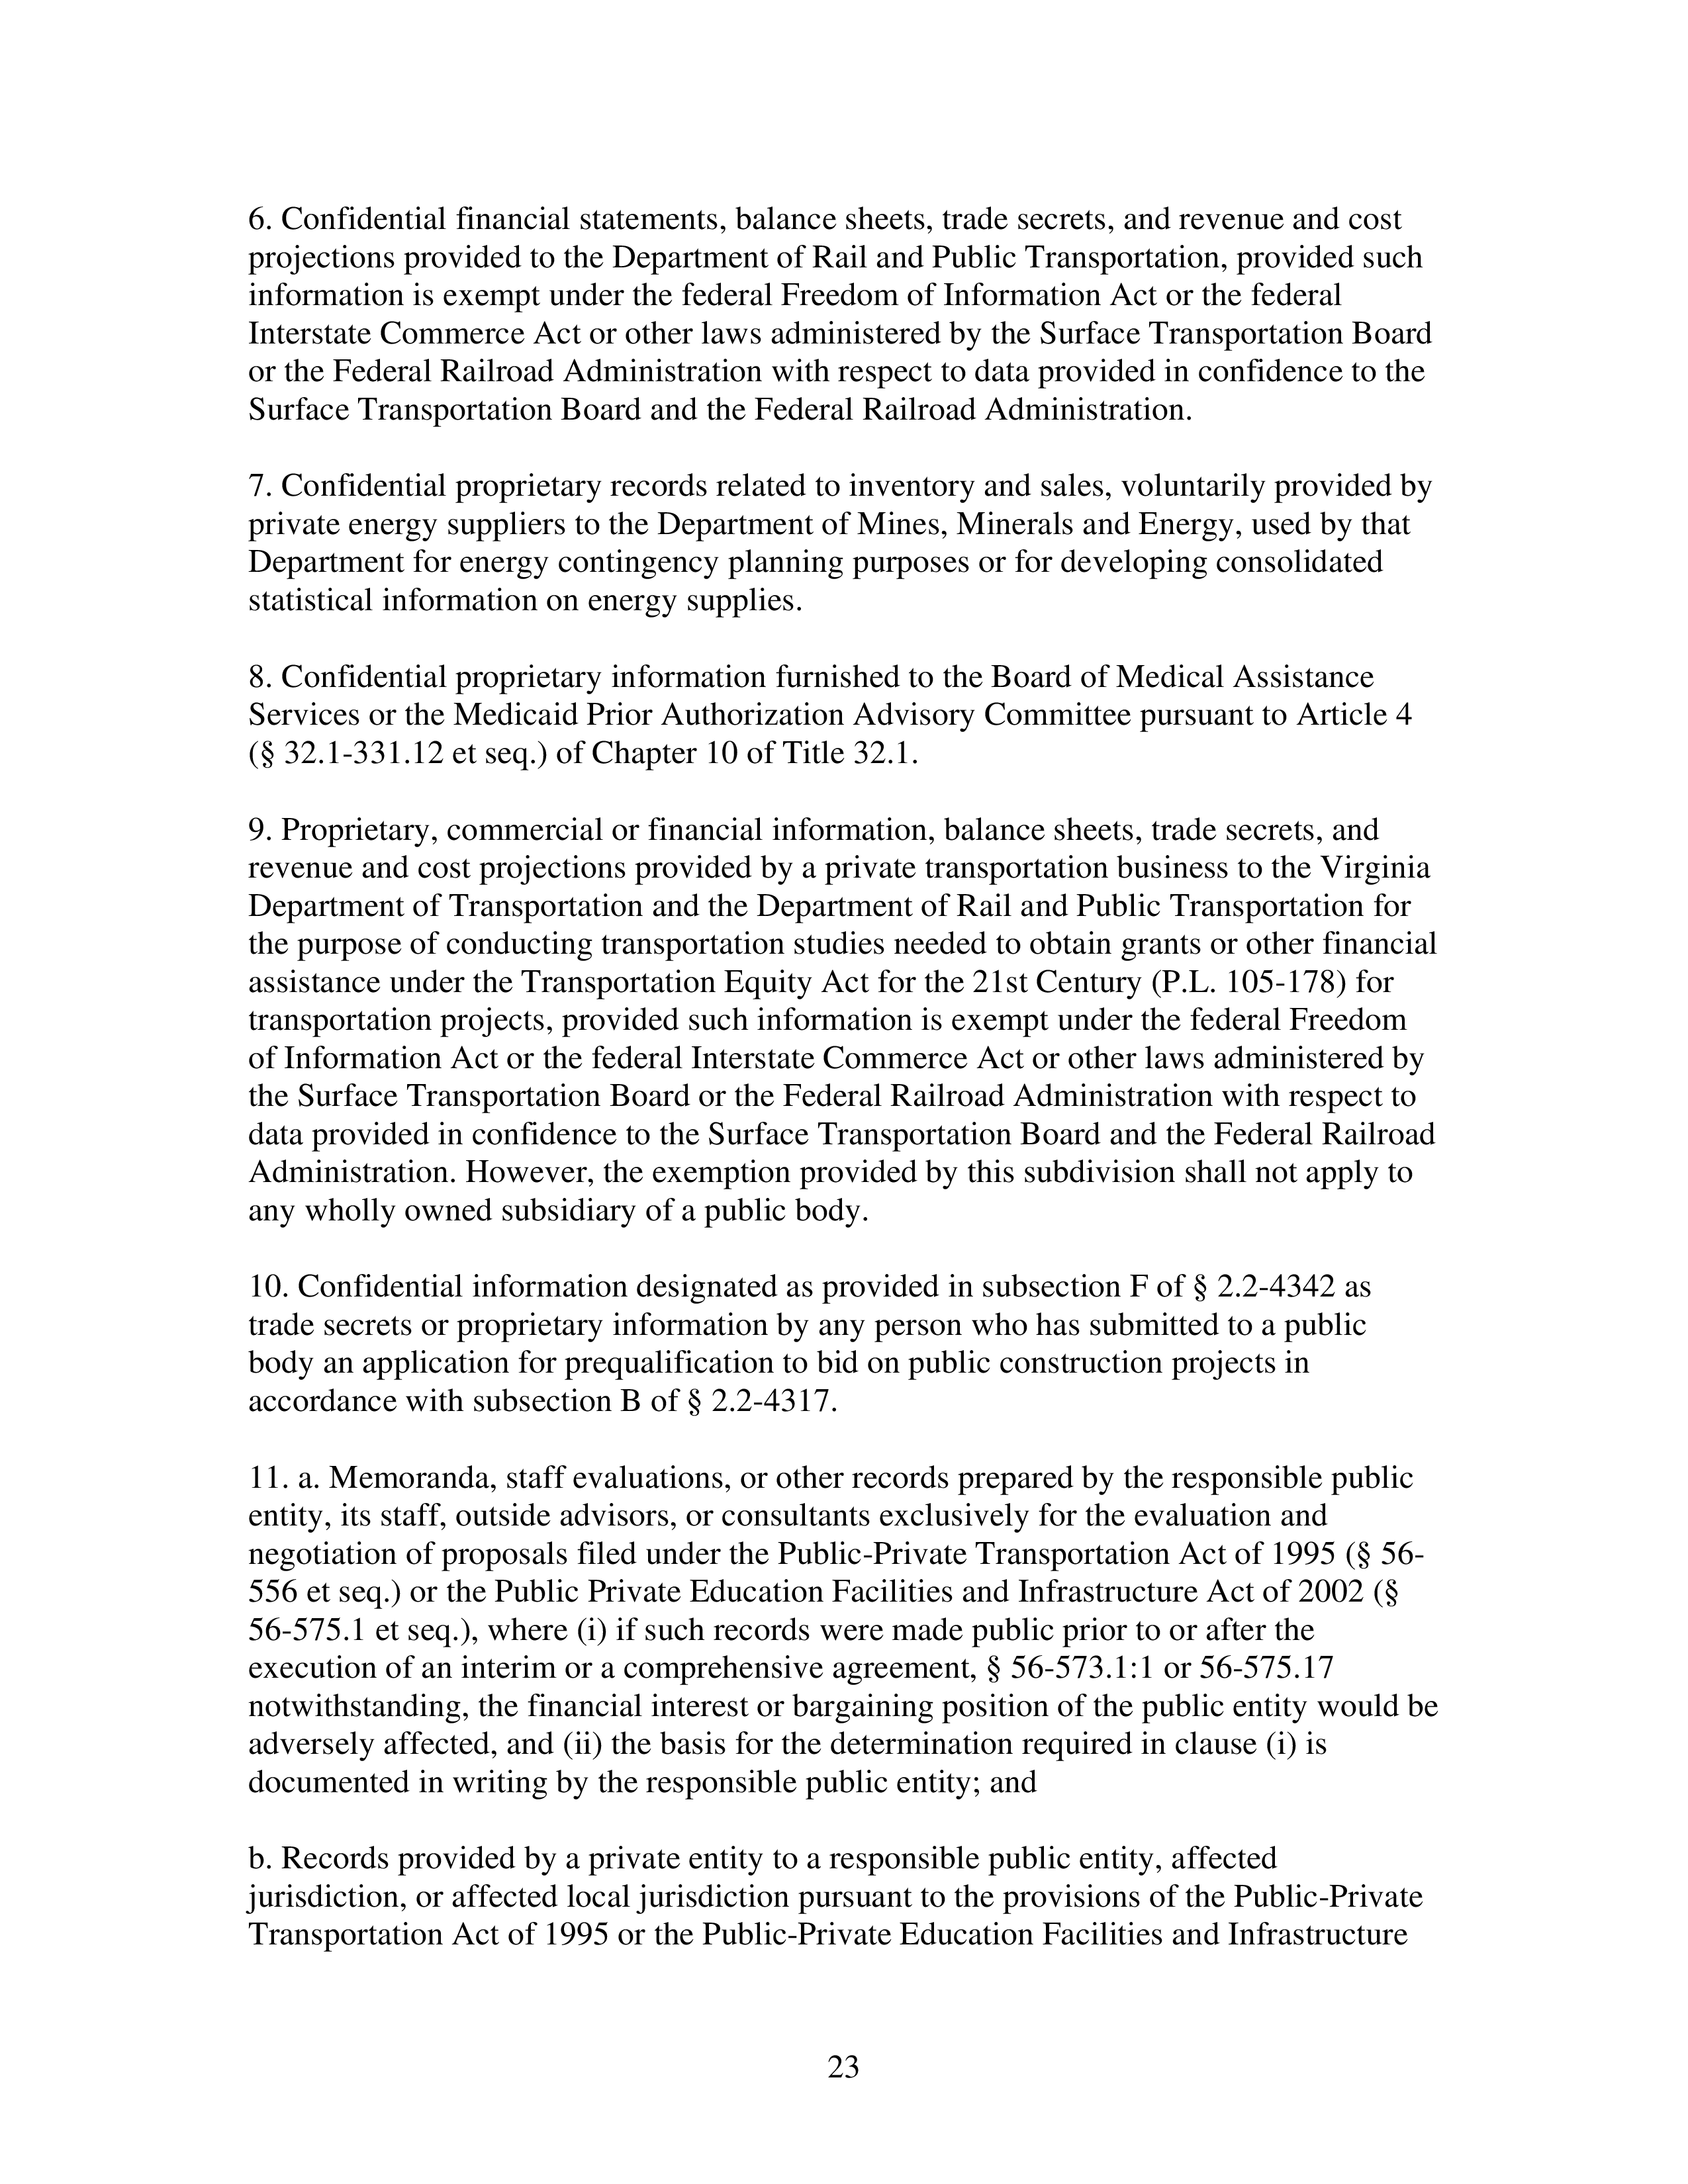 6. Confidential financial statements, balance sheets, trade secrets, and revenue and cost
projections provided to the Department of Rail and Public Transportation, provided such
information is exempt under the federal Freedom of Information Act or the federal
Interstate Commerce Act or other laws administered by the Surface Transportation Board
or the Federal Railroad Administration with respect to data provided in confidence to the
Surface Transportation Board and the Federal Railroad Administration.
7. Confidential proprietary records related to inventory and sales, voluntarily provided by
private energy suppliers to the Department of Mines, Minerals and Energy, used by that
Department for energy contingency planning purposes or for developing consolidated
statistical information on energy supplies.
8. Confidential proprietary information furnished to the Board of Medical Assistance
Services or the Medicaid Prior Authorization Advisory Committee pursuant to Article 4
(§ 32.1-331.12 et seq.) of Chapter 10 of Title 32.1.
9. Proprietary, commercial or financial information, balance sheets, trade secrets, and
revenue and cost projections provided by a private transportation business to the Virginia
Department of Transportation and the Department of Rail and Public Transportation for
the purpose of conducting transportation studies needed to obtain grants or other financial
assistance under the Transportation Equity Act for the 21st Century (P.L. 105-178) for
transportation projects, provided such information is exempt under the federal Freedom
of Information Act or the federal Interstate Commerce Act or other laws administered by
the Surface Transportation Board or the Federal Railroad Administration with respect to
data provided in confidence to the Surface Transportation Board and the Federal Railroad
Administration. However, the exemption provided by this subdivision shall not apply to
any wholly owned subsidiary of a public body.
10. Confidential information designated as provided in subsection F of § 2.2-4342 as
trade secrets or proprietary information by any person who has submitted to a public
body an application for prequalification to bid on public construction projects in
accordance with subsection B of § 2.2-4317.
11. a. Memoranda, staff evaluations, or other records prepared by the responsible public
entity, its staff, outside advisors, or consultants exclusively for the evaluation and
negotiation of proposals filed under the Public-Private Transportation Act of 1995 (§ 56-
556 et seq.) or the Public Private Education Facilities and Infrastructure Act of 2002 (§
56-575.1 et seq.), where (i) if such records were made public prior to or after the
execution of an interim or a comprehensive agreement, § 56-573.1:1 or 56-575.17
notwithstanding, the financial interest or bargaining position of the public entity would be
adversely affected, and (ii) the basis for the determination required in clause (i) is
documented in writing by the responsible public entity; and
b. Records provided by a private entity to a responsible public entity, affected
jurisdiction, or affected local jurisdiction pursuant to the provisions of the Public-Private
Transportation Act of 1995 or the Public-Private Education Facilities and Infrastructure
23